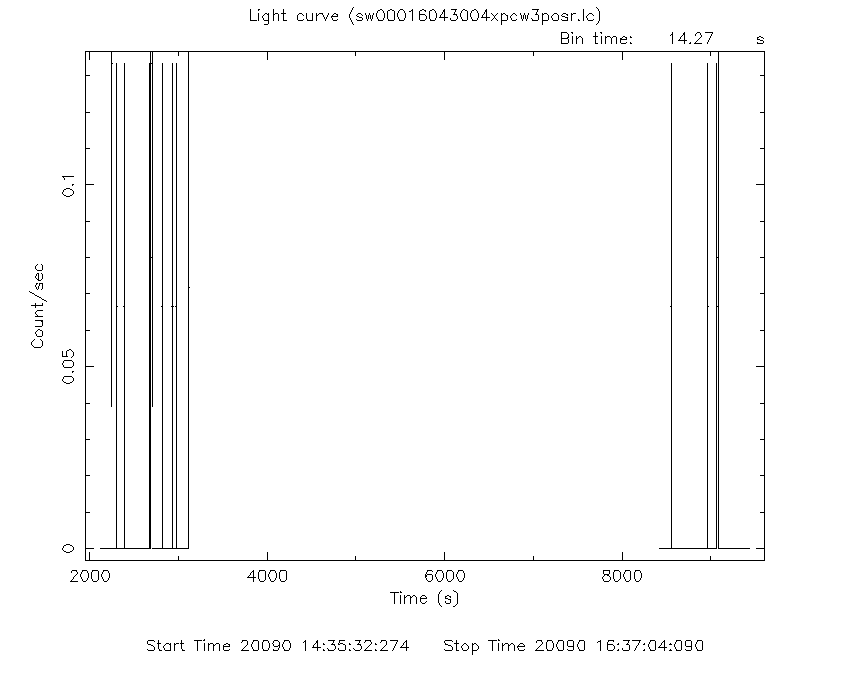 Light curve (sw00016043004xpcw3posr.lc)
Bin time: 14.27 s
0.1
0.05
0
Count/sec
2000 4000 6000 8000
Time (s)
Start Time 20090 14:35:32:274 Stop Time 20090 16:37:04:090